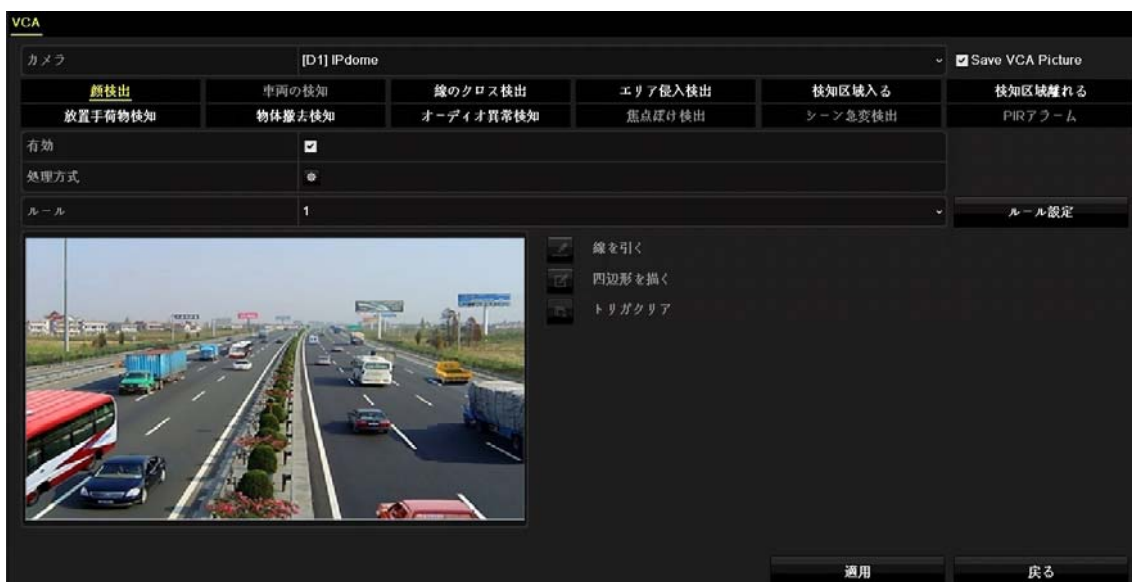 VCA
カメラ [D1] IPdome Save VCA Picture
顔検出 車両の検知 線のクロス検出 エリア侵入検出 検知区域入る 検知区域離れる
放置手荷物検知 物体撤去検知 オーディオ異常検知 焦点ぼけ検出 シーン急変検出 PIRアラーム
有効
処理方式
ルール 1 ルール設定
線を引く
四辺形を描く
トリガクリア
適用 戻る